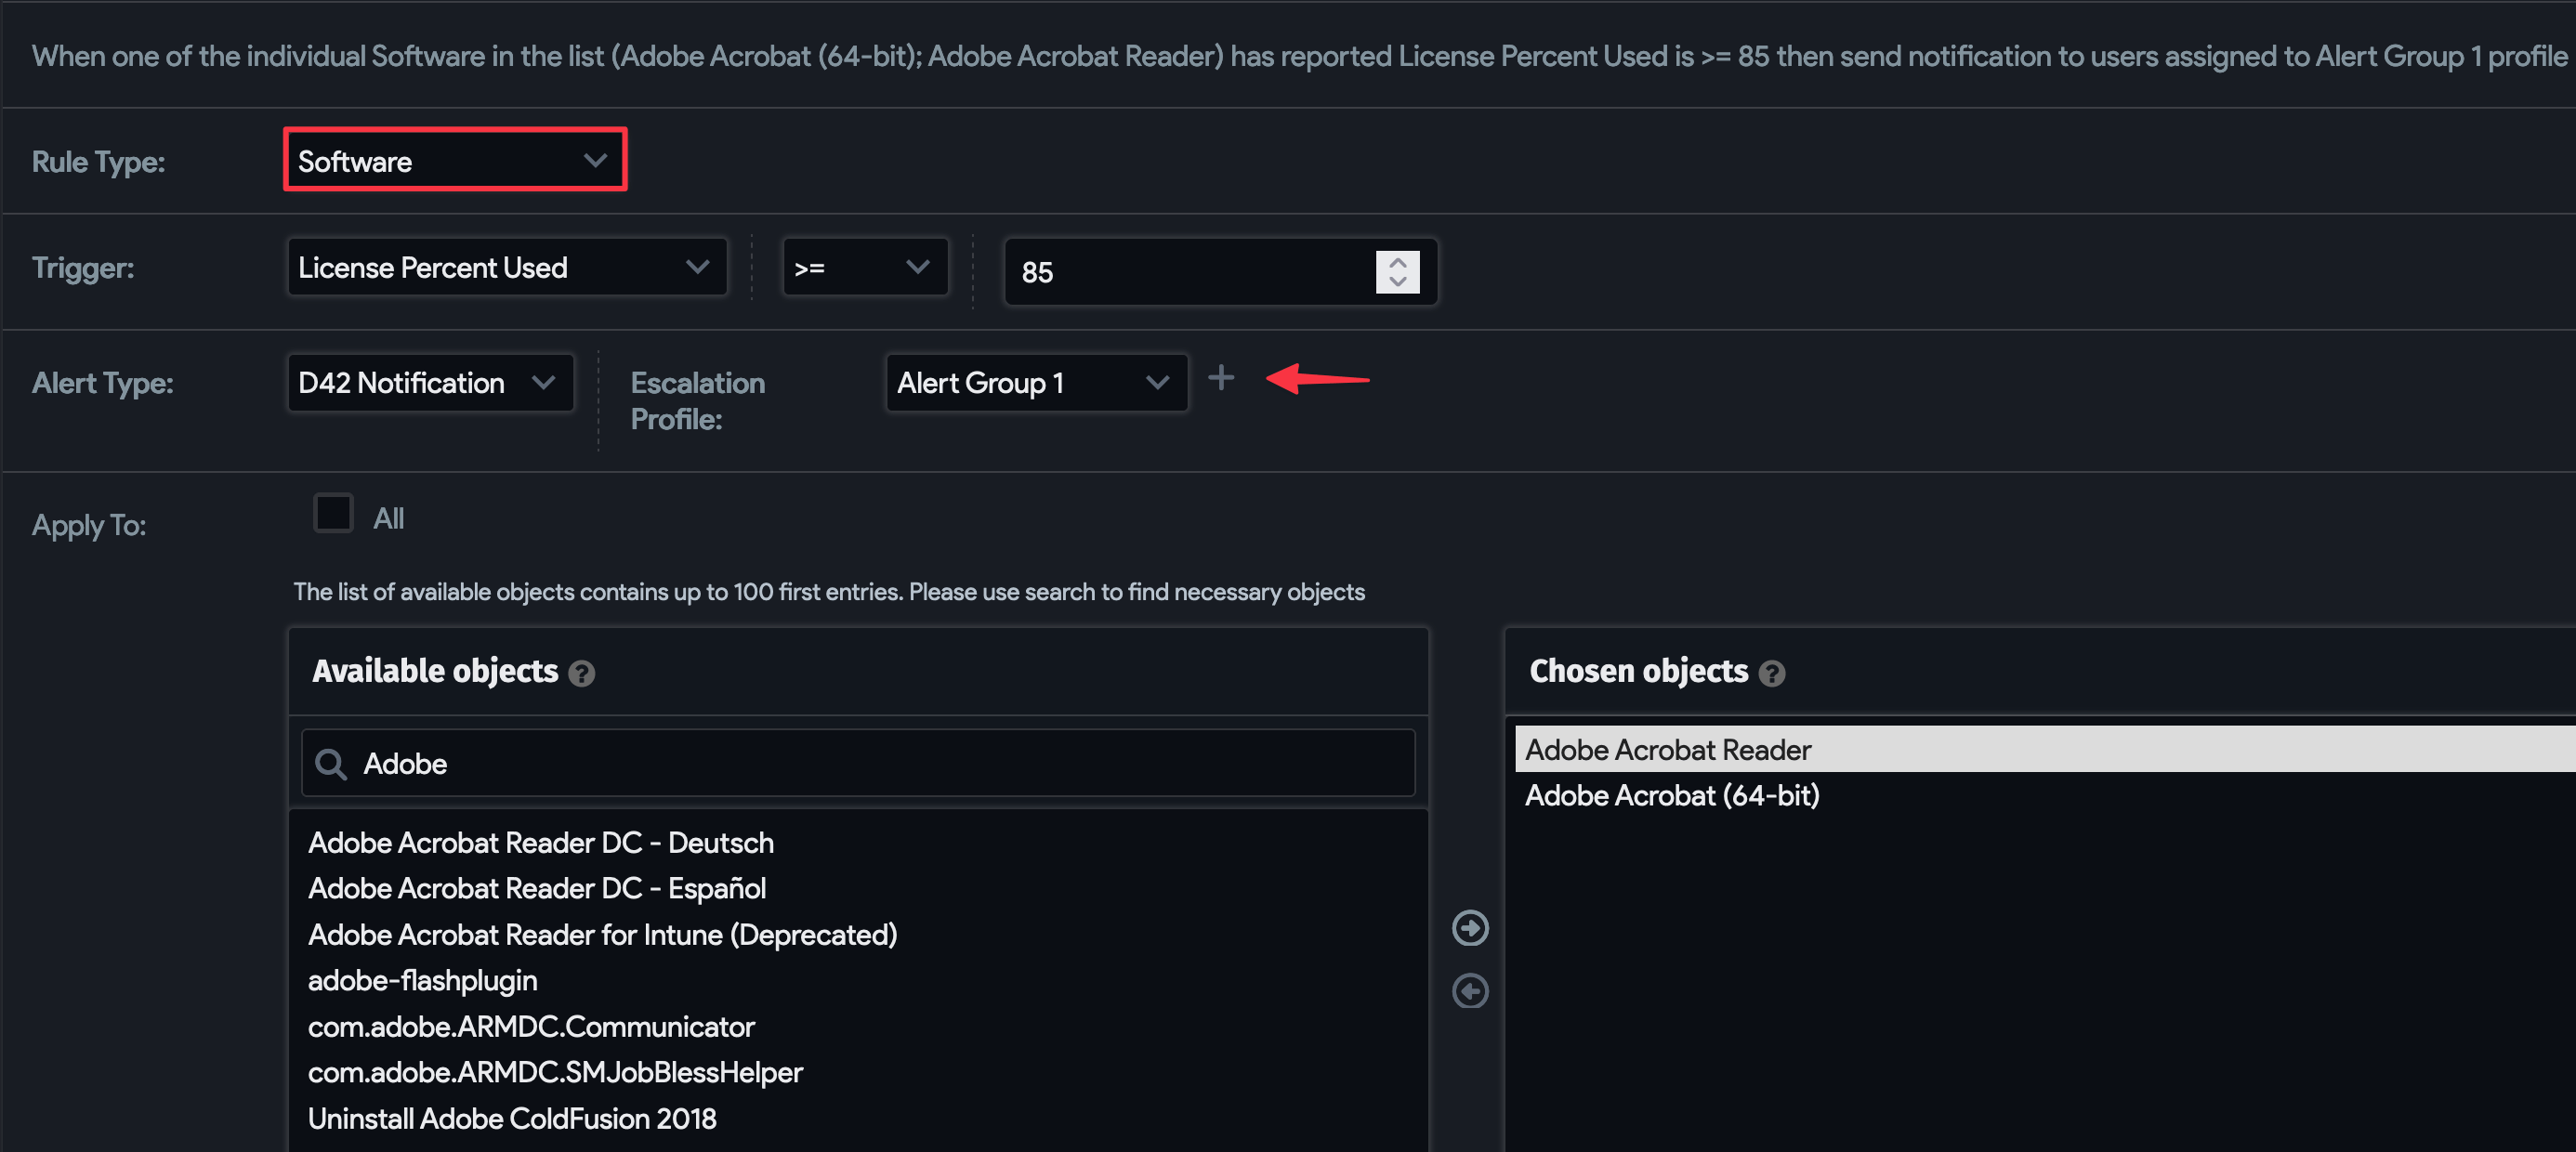 When one of the individual Software in the list (Adobe Acrobat (64-bit); Adobe Acrobat Reader) has reported License Percent Used is >= 85 then send notification to users assigned to Alert Group 1 profile
Rule Type: Software
Trigger: License Percent Used >= 85
Alert Type: D42 Notification Escalation Profile: Alert Group 1 +
Apply To: All
The list of available objects contains up to 100 first entries. Please use search to find necessary objects
Available objects ?
Adobe
Adobe Acrobat Reader DC - Deutsch
Adobe Acrobat Reader DC - Español
Adobe Acrobat Reader for Intune (Deprecated)
adobe-flashplugin
com.adobe.ARMDC.Communicator
com.adobe.ARMDC.SMJobBlessHelper
Uninstall Adobe ColdFusion 2018
Chosen objects ?
Adobe Acrobat Reader
Adobe Acrobat (64-bit)